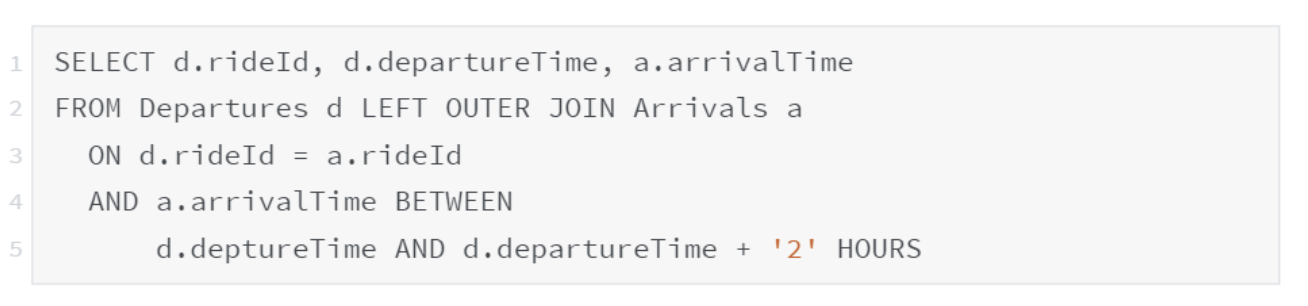 1 SELECT d.rideId, d.departureTime, a.arrivalTime
2 FROM Departures d LEFT OUTER JOIN Arrivals a
3   ON d.rideId = a.rideId
4   AND a.arrivalTime BETWEEN
5       d.deptureTime AND d.departureTime + '2' HOURS